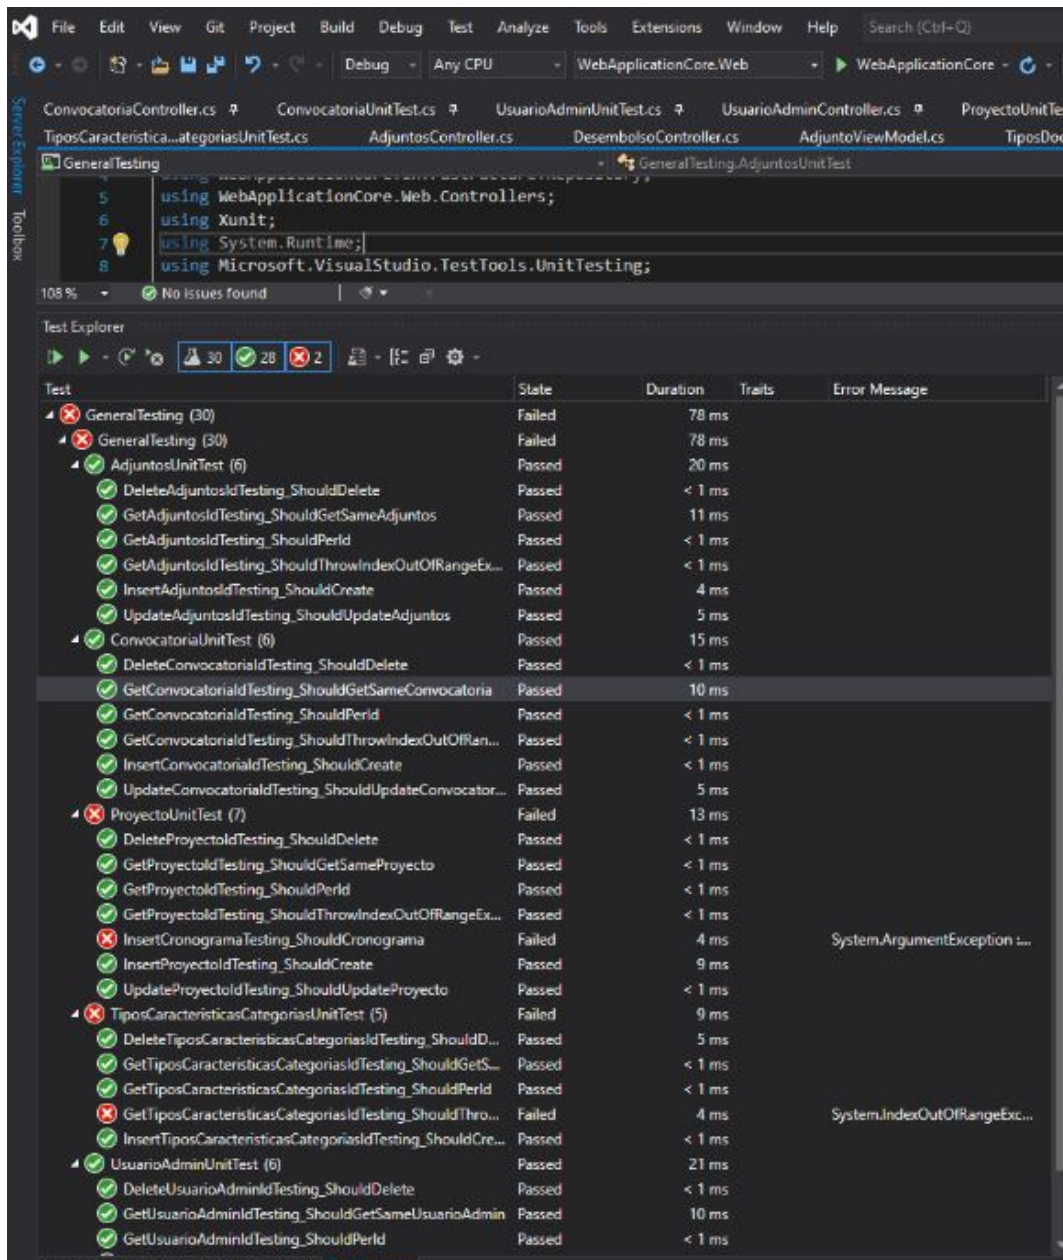 File Edit View Git Project Build Debug Test Analyze Tools Extensions Window Help Search (Ctrl+Q)
Debug Any CPU WebApplicationCore.Web WebApplicationCore
ConvocatoriaController.cs ConvocatoriaUnitTest.cs UsuarioAdminUnitTest.cs UsuarioAdminController.cs ProyectoUnitTe
TiposCaracteristica...ategoriasUnitTest.cs AdjuntosController.cs DesembolsoController.cs AdjuntoViewModel.cs TiposDoc
Server Explorer
Toolbox
GeneralTesting GeneralTesting.AdjuntosUnitTest
5 using WebApplicationCore.Web.Controllers;
6 using Xunit;
7 using System.Runtime;
8 using Microsoft.VisualStudio.TestTools.UnitTesting;
108 % No issues found
Test Explorer
30 28 2
Test State Duration Traits Error Message
GeneralTesting (30) Failed 78 ms
GeneralTesting (30) Failed 78 ms
AdjuntosUnitTest (6) Passed 20 ms
DeleteAdjuntosIdTesting_ShouldDelete Passed < 1 ms
GetAdjuntosIdTesting_ShouldGetSameAdjuntos Passed 11 ms
GetAdjuntosIdTesting_ShouldPerId Passed < 1 ms
GetAdjuntosIdTesting_ShouldThrowIndexOutOfRangeEx... Passed < 1 ms
InsertAdjuntosIdTesting_ShouldCreate Passed 4 ms
UpdateAdjuntosIdTesting_ShouldUpdateAdjuntos Passed 5 ms
ConvocatoriaUnitTest (6) Passed 15 ms
DeleteConvocatoriaIdTesting_ShouldDelete Passed < 1 ms
GetConvocatoriaIdTesting_ShouldGetSameConvocatoria Passed 10 ms
GetConvocatoriaIdTesting_ShouldPerId Passed < 1 ms
GetConvocatoriaIdTesting_ShouldThrowIndexOutOfRan... Passed < 1 ms
InsertConvocatoriaIdTesting_ShouldCreate Passed < 1 ms
UpdateConvocatoriaIdTesting_ShouldUpdateConvocator... Passed 5 ms
ProyectoUnitTest (7) Failed 13 ms
DeleteProyectoIdTesting_ShouldDelete Passed < 1 ms
GetProyectoIdTesting_ShouldGetSameProyecto Passed < 1 ms
GetProyectoIdTesting_ShouldPerId Passed < 1 ms
GetProyectoIdTesting_ShouldThrowIndexOutOfRangeEx... Passed < 1 ms
InsertCronogramaTesting_ShouldCronograma Failed 4 ms System.ArgumentException :...
InsertProyectoIdTesting_ShouldCreate Passed 9 ms
UpdateProyectoIdTesting_ShouldUpdateProyecto Passed < 1 ms
TiposCaracteristicasCategoriasUnitTest (5) Failed 9 ms
DeleteTiposCaracteristicasCategoriasIdTesting_ShouldD... Passed 5 ms
GetTiposCaracteristicasCategoriasIdTesting_ShouldGetS... Passed < 1 ms
GetTiposCaracteristicasCategoriasIdTesting_ShouldPerId Passed < 1 ms
GetTiposCaracteristicasCategoriasIdTesting_ShouldThro... Failed 4 ms System.IndexOutOfRangeExc...
InsertTiposCaracteristicasCategoriasIdTesting_ShouldCre... Passed < 1 ms
UsuarioAdminUnitTest (6) Passed 21 ms
DeleteUsuarioAdminIdTesting_ShouldDelete Passed < 1 ms
GetUsuarioAdminIdTesting_ShouldGetSameUsuarioAdmin Passed 10 ms
GetUsuarioAdminIdTesting_ShouldPerId Passed < 1 ms